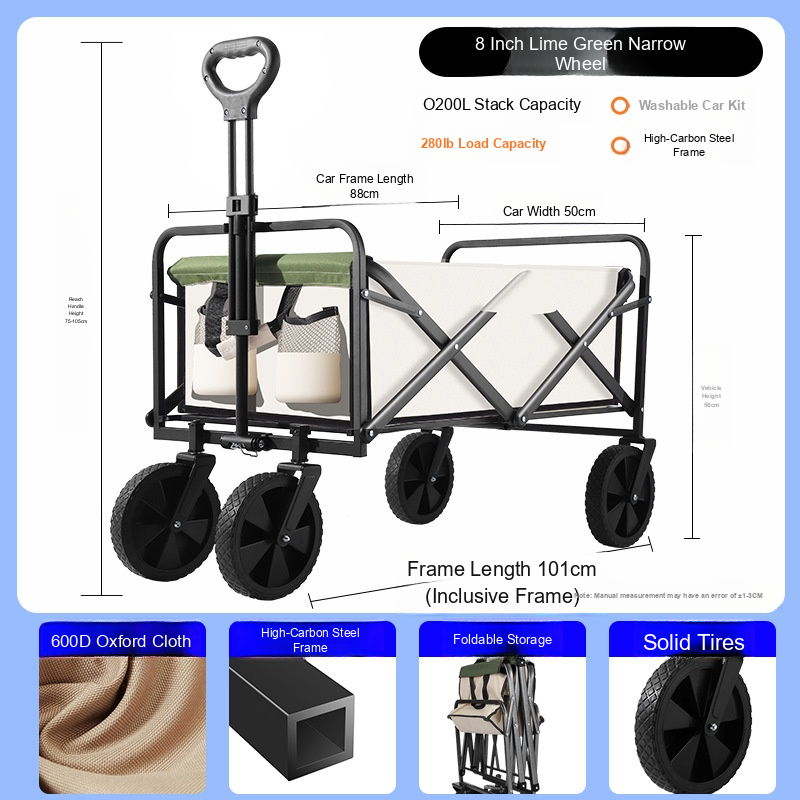 8 Inch Lime Green Narrow
Wheel
O200L Stack Capacity
Washable Car Kit
280lb Load Capacity
High-Carbon Steel
Frame
Car Frame Length
88cm
Car Width 50cm
Reach
Handle
Height
75-105cm
Vehicle
Height
56cm
Frame Length 101cm
(Inclusive Frame)
Note: Manual measurement may have an error of ±1-3CM
600D Oxford Cloth
High-Carbon Steel
Frame
Foldable Storage
Solid Tires